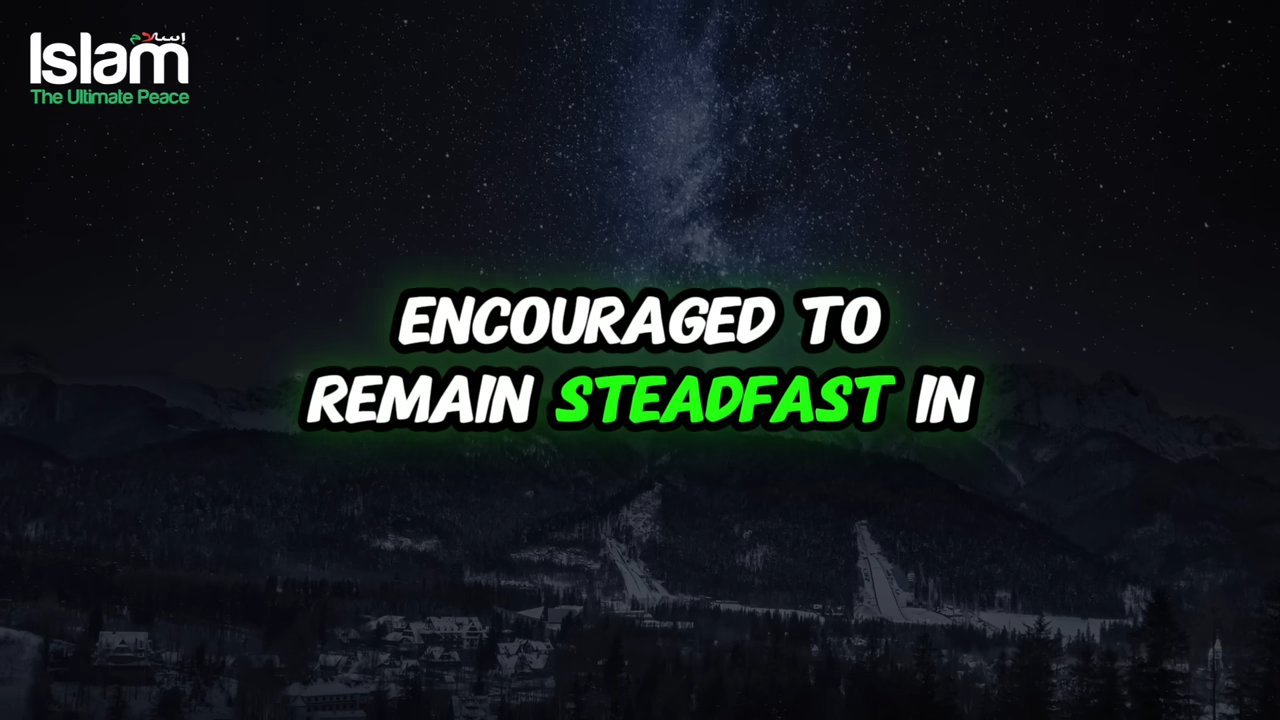 إسلام
Islam
The Ultimate Peace
ENCOURAGED TO
REMAIN STEADFAST IN